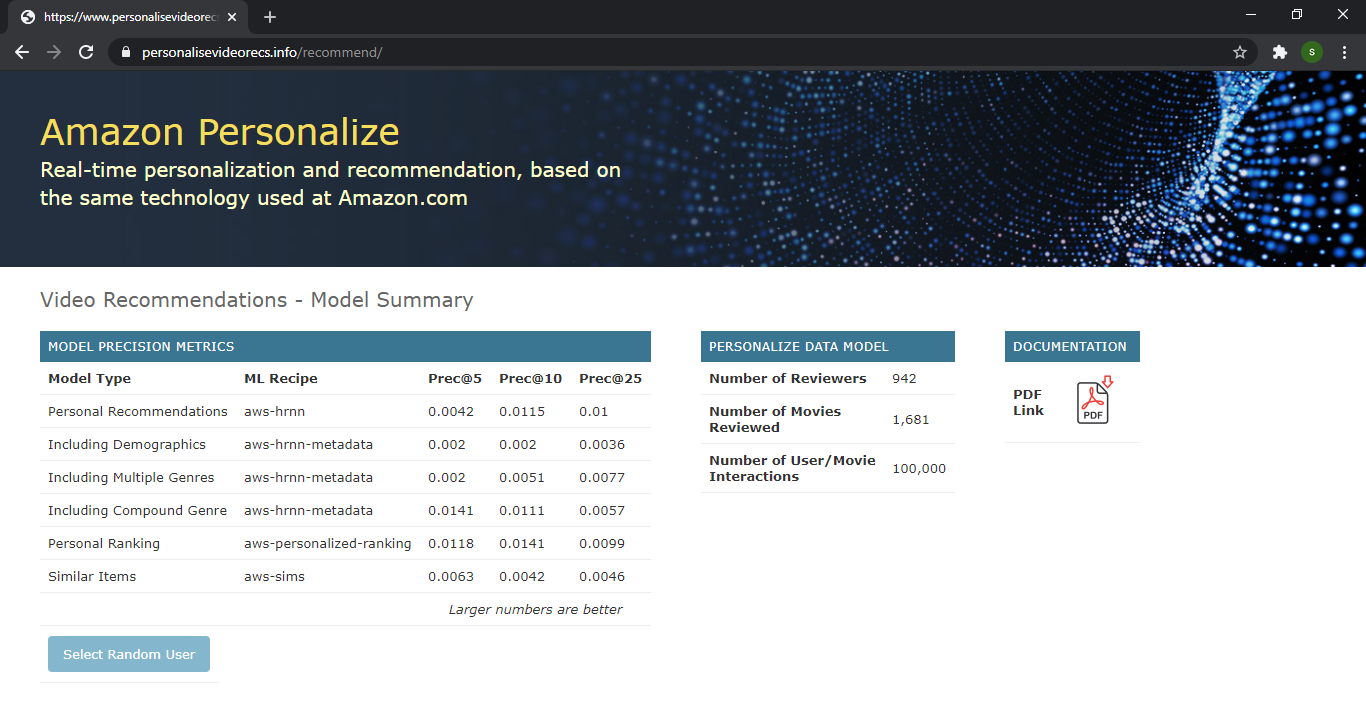 https://www.personalisevideorec
personalisevideorecs.info/recommend/
S
Amazon Personalize
Real-time personalization and recommendation, based on
the same technology used at Amazon.com
Video Recommendations - Model Summary
MODEL PRECISION METRICS
Model Type ML Recipe Prec@5 Prec@10 Prec@25
Personal Recommendations aws-hrnn 0.0042 0.0115 0.01
Including Demographics aws-hrnn-metadata 0.002 0.002 0.0036
Including Multiple Genres aws-hrnn-metadata 0.002 0.0051 0.0077
Including Compound Genre aws-hrnn-metadata 0.0141 0.0111 0.0057
Personal Ranking aws-personalized-ranking 0.0118 0.0141 0.0099
Similar Items aws-sims 0.0063 0.0042 0.0046
Larger numbers are better
Select Random User
PERSONALIZE DATA MODEL
Number of Reviewers 942
Number of Movies
Reviewed 1,681
Number of User/Movie
Interactions 100,000
DOCUMENTATION
PDF
Link
PDF